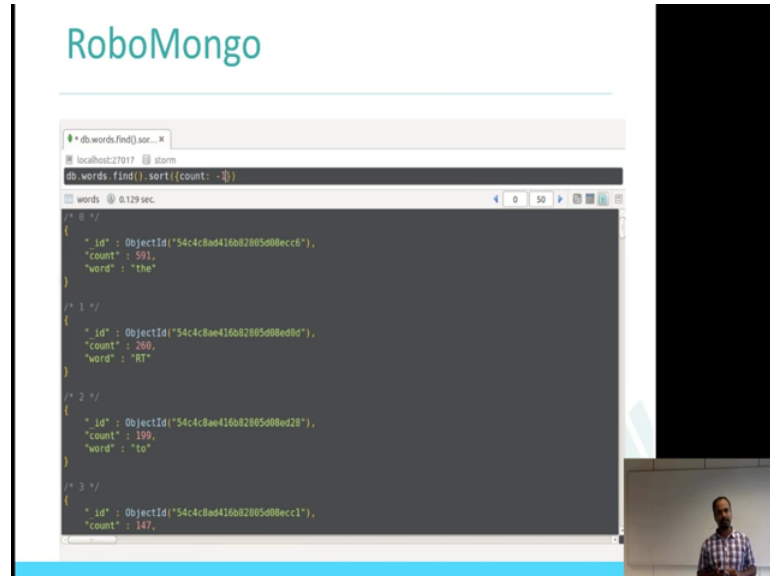 RoboMongo
* db.words.find().sor... X
localhost:27017 storm
db.words.find().sort({count: -1})
words 0.129 sec.
0 50
/* 0 */
{
"_id" : ObjectId("54c4c8ad416b82805d08ecc6"),
"count" : 591,
"word" : "the"
}
/* 1 */
{
"_id" : ObjectId("54c4c8ae416b82805d08ed0d"),
"count" : 260,
"word" : "RT"
}
/* 2 */
{
"_id" : ObjectId("54c4c8ae416b82805d08ed28"),
"count" : 199,
"word" : "to"
}
/* 3 */
{
"_id" : ObjectId("54c4c8ad416b82805d08ecc1"),
"count" : 147,